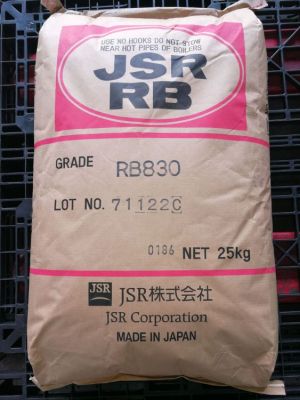 USE NO HOOKS DO NOT STOW
NEAR HOT PIPES OF BOILERS
JSR
RB
GRADE RB830
LOT NO. 71122C
0186 NET 25kg
JSR JSR株式会社
JSR Corporation
MADE IN JAPAN